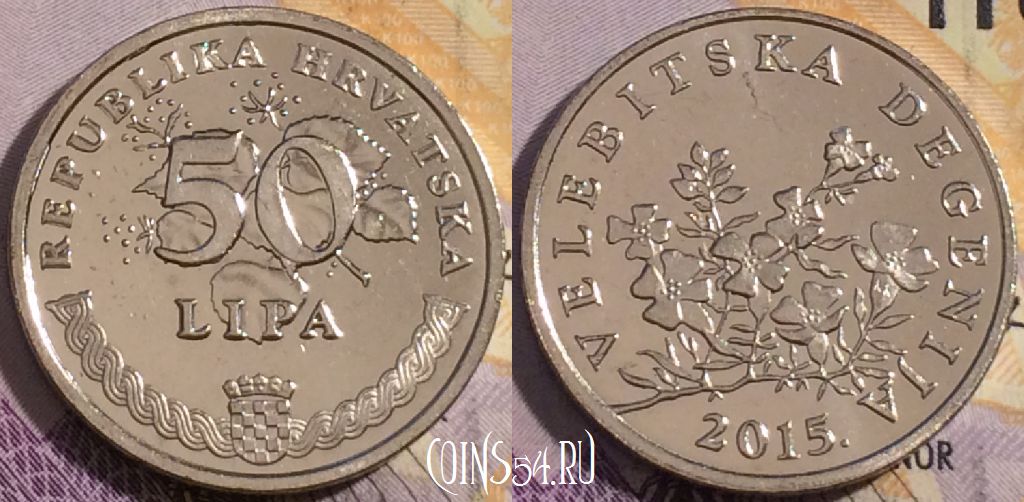 REPUBLIKA HRVATSKA
50
LIPA
VELEBITSKA DEGENIJA
2015.
COINS54.RU